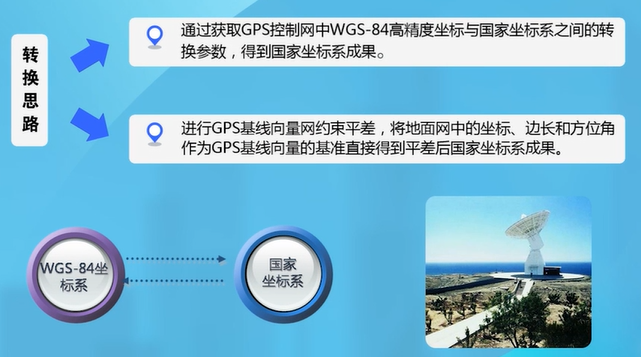 转换思路
通过获取GPS控制网中WGS-84高精度坐标与国家坐标系之间的转
换参数，得到国家坐标系成果。
进行GPS基线向量网约束平差，将地面网中的坐标、边长和方位角
作为GPS基线向量的基准直接得到平差后国家坐标系成果。
WGS-84坐
标系
国家
坐标系